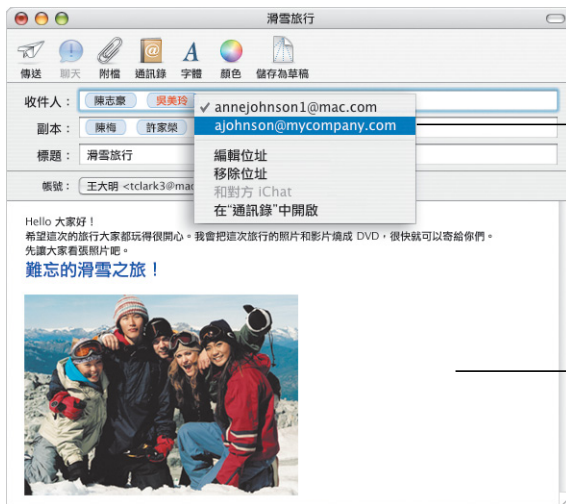 滑雪旅行
傳送 聊天 附檔 通訊錄 字體 顏色 儲存為草稿
收件人： 陳志豪 吳美玲
✓ annejohnson1@mac.com
ajohnson@mycompany.com
編輯位址
移除位址
和對方 iChat
在“通訊錄”中開啟
副本： 陳梅 許家榮
標題： 滑雪旅行
帳號： 王大明 <tclark3@mac
Hello 大家好！
希望這次的旅行大家都玩得很開心。我會把這次旅行的照片和影片燒成 DVD，很快就可以寄給你們。
先讓大家看張照片吧。
難忘的滑雪之旅！